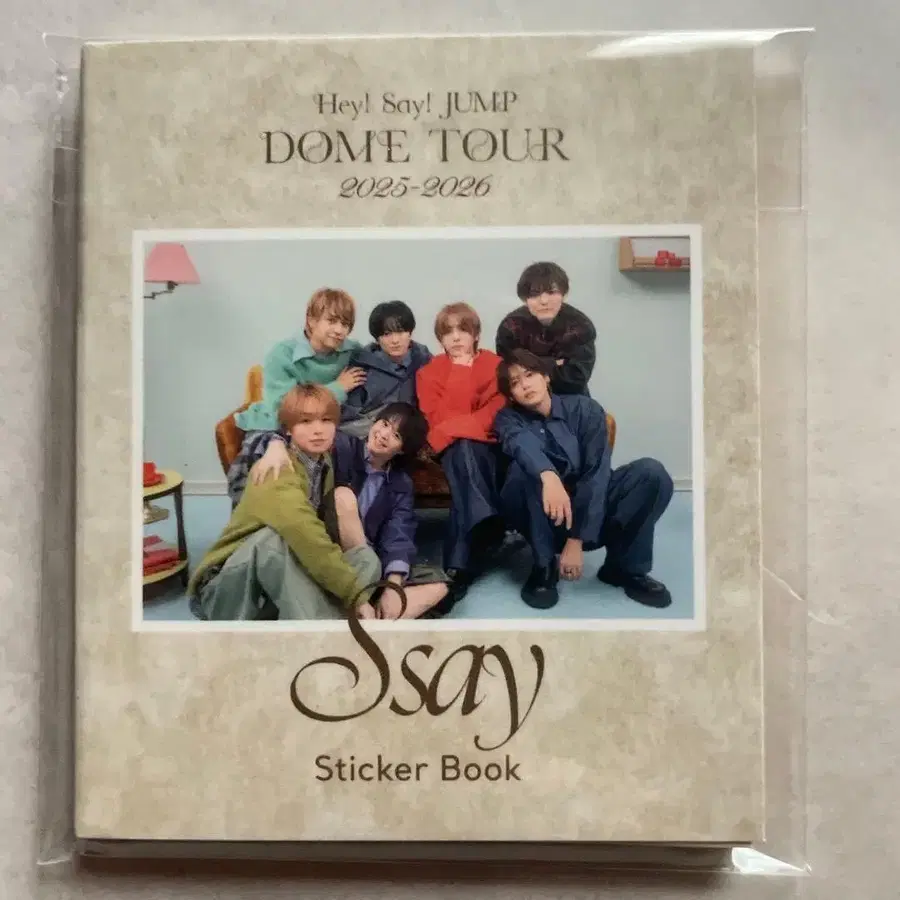 Hey! Say! JUMP
DOME TOUR
2025-2026
Ssay
Sticker Book